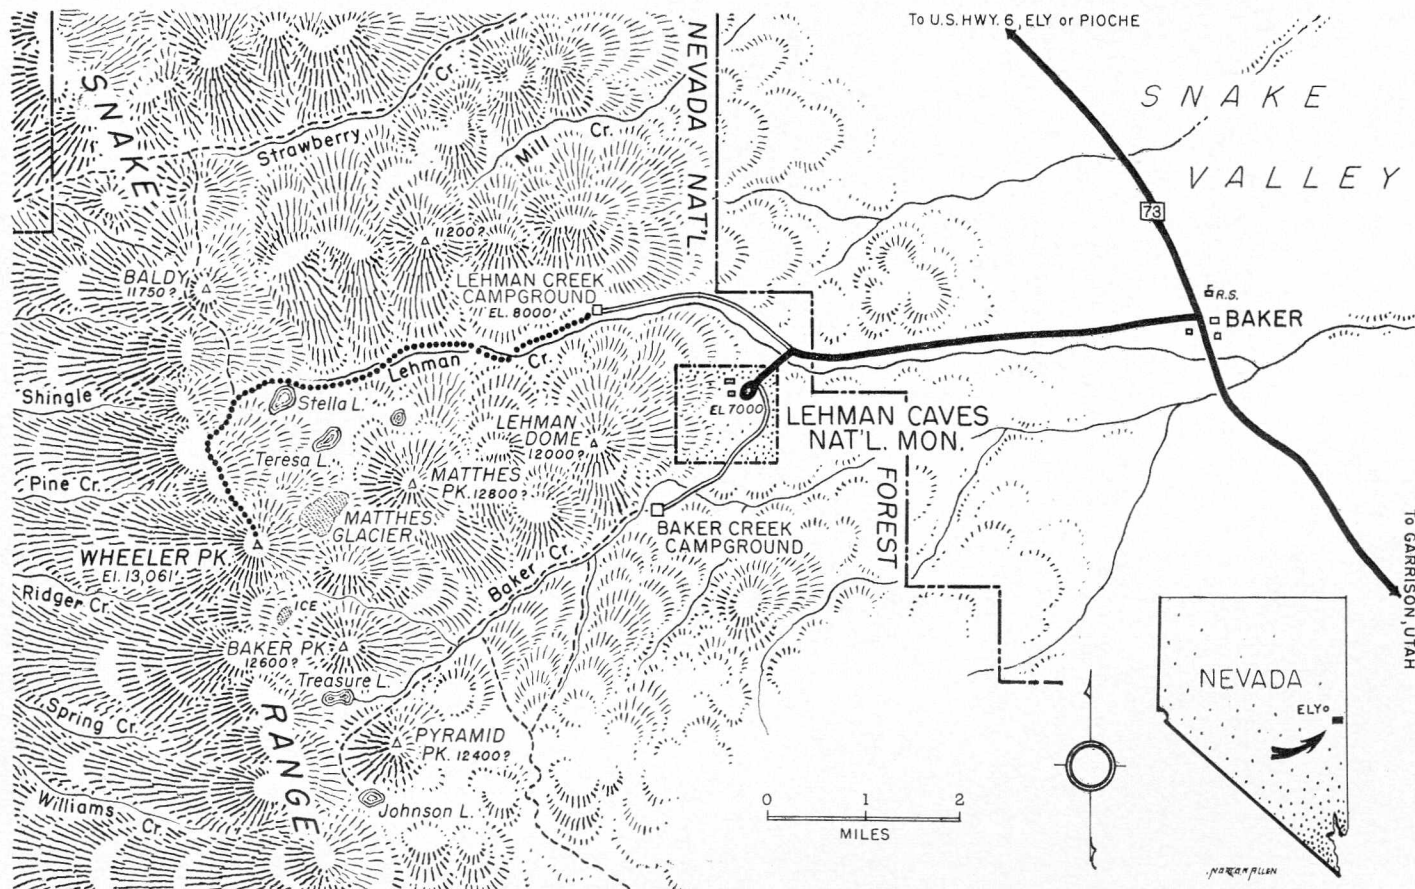 To U.S. HWY. 6, ELY or PIOCHE
SNAKE
VALLEY
SNAKE
Cr.
Strawberry
Mill Cr.
NEVADA NAT'L.
73
11200?
BALDY
11750?
LEHMAN CREEK
CAMPGROUND
EL. 8000'
R.S.
BAKER
Lehman Cr.
Shingle
Stella L.
EL 7000
LEHMAN CAVES
NAT'L. MON.
LEHMAN
DOME
12000?
Teresa L.
MATTHES
PK. 12800?
Pine Cr.
MATTHES
GLACIER
FOREST
BAKER CREEK
CAMPGROUND
WHEELER PK.
El. 13,061'
To GARRISON, UTAH
Baker Cr.
Ridger Cr.
ICE
BAKER PK.
12600?
Treasure L.
NEVADA
ELY
Spring Cr.
RANGE
PYRAMID
PK. 12400?
Williams Cr.
Johnson L.
0 1 2
MILES
NORTON ALLEN